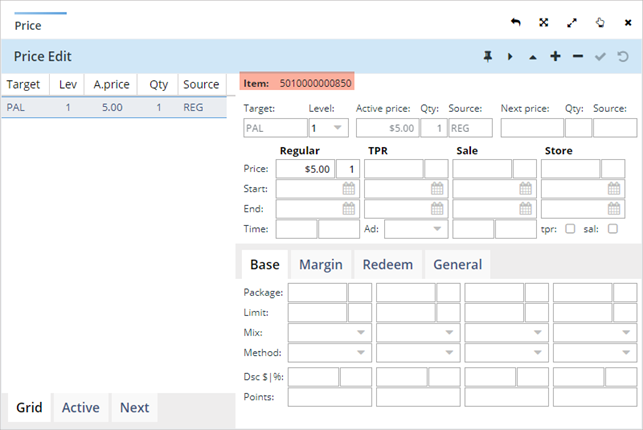 Price
Price Edit
Target Lev A.price Qty Source
PAL 1 5.00 1 REG
Item: 5010000000850
Target: Level: Active price: Qty: Source: Next price: Qty: Source:
PAL 1 $5.00 1 REG
Regular TPR Sale Store
Price: $5.00 1
Start:
End:
Time: Ad: tpr: sal:
Base Margin Redeem General
Package:
Limit:
Mix:
Method:
Dsc $|%:
Points:
Grid Active Next